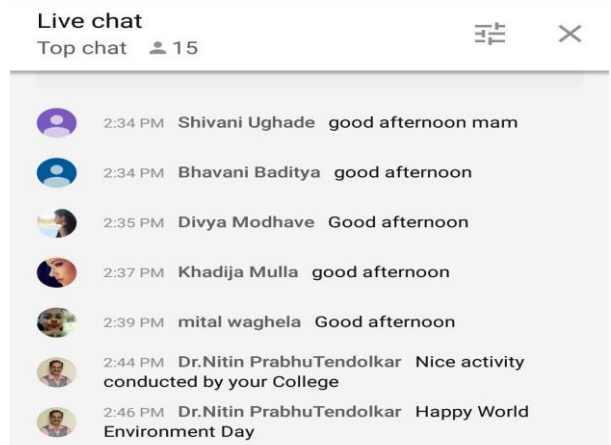 Live chat
Top chat 15
2:34 PM Shivani Ughade good afternoon mam
2:34 PM Bhavani Baditya good afternoon
2:35 PM Divya Modhave Good afternoon
2:37 PM Khadija Mulla good afternoon
2:39 PM mital waghela Good afternoon
2:44 PM Dr.Nitin PrabhuTendolkar Nice activity
conducted by your College
2:46 PM Dr.Nitin PrabhuTendolkar Happy World
Environment Day